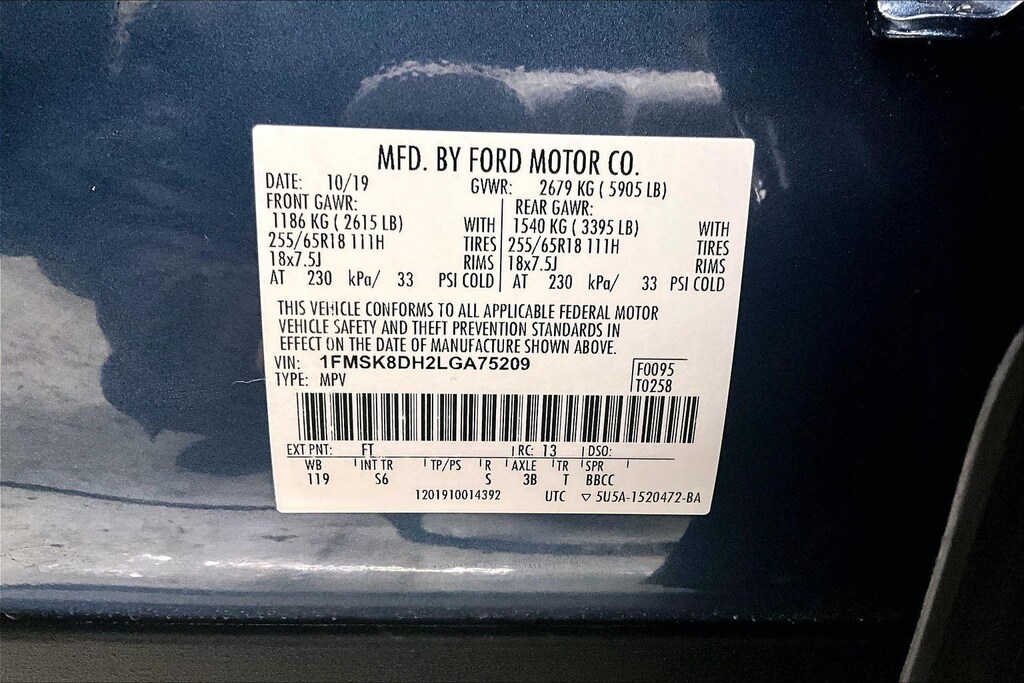 MFD. BY FORD MOTOR CO.
DATE: 10/19 GVWR: 2679 KG ( 5905 LB)
FRONT GAWR: REAR GAWR:
1186 KG ( 2615 LB) WITH 1540 KG ( 3395 LB) WITH
255/65R18 111H TIRES 255/65R18 111H TIRES
18x7.5J RIMS 18x7.5J RIMS
AT 230 kPa/ 33 PSI COLD AT 230 kPa/ 33 PSI COLD
THIS VEHICLE CONFORMS TO ALL APPLICABLE FEDERAL MOTOR
VEHICLE SAFETY AND THEFT PREVENTION STANDARDS IN
EFFECT ON THE DATE OF MANUFACTURE SHOWN ABOVE.
VIN: 1FMSK8DH2LGA75209
TYPE: MPV
F0095
T0258
EXT PNT: FT RC: 13 DSO:
WB INT TR TP/PS R AXLE TR SPR
119 S6 S 3B T BBCC
1201910014392 UTC ▽ 5U5A-1520472-BA